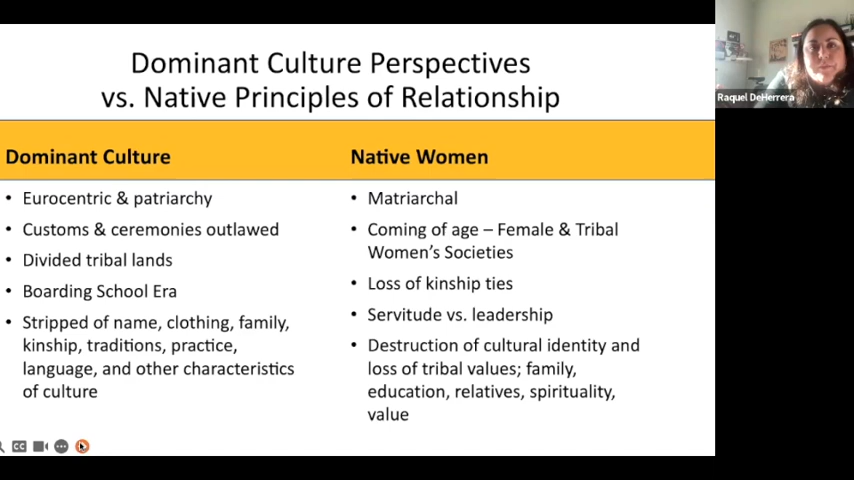 Dominant Culture Perspectives
vs. Native Principles of Relationship
Raquel DeHerrera
Dominant Culture
• Eurocentric & patriarchy
• Customs & ceremonies outlawed
• Divided tribal lands
• Boarding School Era
• Stripped of name, clothing, family,
kinship, traditions, practice,
language, and other characteristics
of culture
Native Women
• Matriarchal
• Coming of age – Female & Tribal
Women’s Societies
• Loss of kinship ties
• Servitude vs. leadership
• Destruction of cultural identity and
loss of tribal values; family,
education, relatives, spirituality,
value
CC